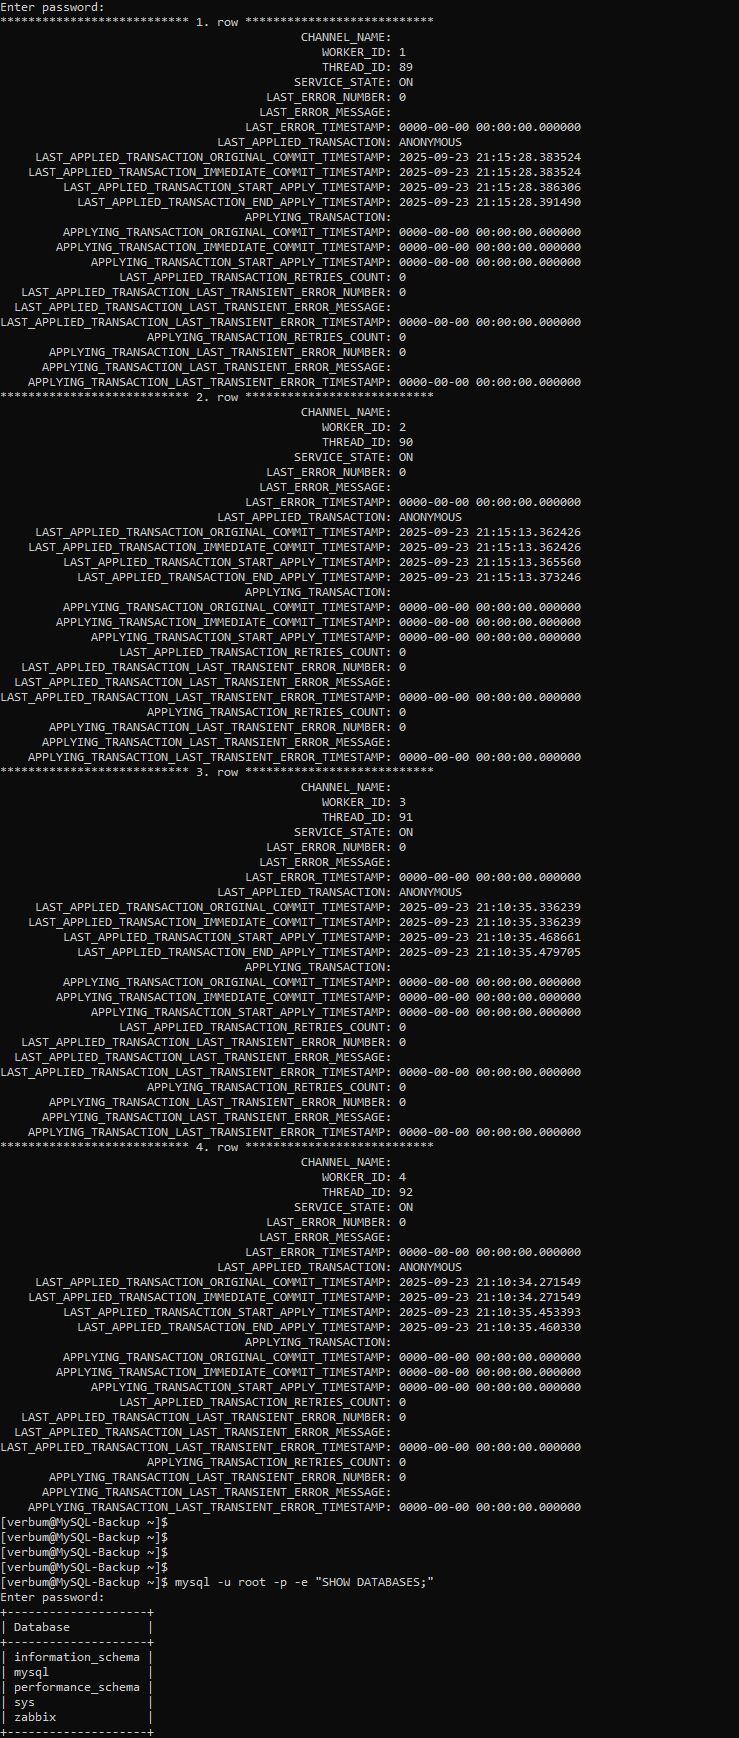 Enter password:
*************************** 1. row ***************************
CHANNEL_NAME:
WORKER_ID: 1
THREAD_ID: 89
SERVICE_STATE: ON
LAST_ERROR_NUMBER: 0
LAST_ERROR_MESSAGE:
LAST_ERROR_TIMESTAMP: 0000-00-00 00:00:00.000000
LAST_APPLIED_TRANSACTION: ANONYMOUS
LAST_APPLIED_TRANSACTION_ORIGINAL_COMMIT_TIMESTAMP: 2025-09-23 21:15:28.383524
LAST_APPLIED_TRANSACTION_IMMEDIATE_COMMIT_TIMESTAMP: 2025-09-23 21:15:28.383524
LAST_APPLIED_TRANSACTION_START_APPLY_TIMESTAMP: 2025-09-23 21:15:28.386306
LAST_APPLIED_TRANSACTION_END_APPLY_TIMESTAMP: 2025-09-23 21:15:28.391490
APPLYING_TRANSACTION:
APPLYING_TRANSACTION_ORIGINAL_COMMIT_TIMESTAMP: 0000-00-00 00:00:00.000000
APPLYING_TRANSACTION_IMMEDIATE_COMMIT_TIMESTAMP: 0000-00-00 00:00:00.000000
APPLYING_TRANSACTION_START_APPLY_TIMESTAMP: 0000-00-00 00:00:00.000000
LAST_APPLIED_TRANSACTION_RETRIES_COUNT: 0
LAST_APPLIED_TRANSACTION_LAST_TRANSIENT_ERROR_NUMBER: 0
LAST_APPLIED_TRANSACTION_LAST_TRANSIENT_ERROR_MESSAGE:
LAST_APPLIED_TRANSACTION_LAST_TRANSIENT_ERROR_TIMESTAMP: 0000-00-00 00:00:00.000000
APPLYING_TRANSACTION_RETRIES_COUNT: 0
APPLYING_TRANSACTION_LAST_TRANSIENT_ERROR_NUMBER: 0
APPLYING_TRANSACTION_LAST_TRANSIENT_ERROR_MESSAGE:
APPLYING_TRANSACTION_LAST_TRANSIENT_ERROR_TIMESTAMP: 0000-00-00 00:00:00.000000
*************************** 2. row ***************************
CHANNEL_NAME:
WORKER_ID: 2
THREAD_ID: 90
SERVICE_STATE: ON
LAST_ERROR_NUMBER: 0
LAST_ERROR_MESSAGE:
LAST_ERROR_TIMESTAMP: 0000-00-00 00:00:00.000000
LAST_APPLIED_TRANSACTION: ANONYMOUS
LAST_APPLIED_TRANSACTION_ORIGINAL_COMMIT_TIMESTAMP: 2025-09-23 21:15:13.362426
LAST_APPLIED_TRANSACTION_IMMEDIATE_COMMIT_TIMESTAMP: 2025-09-23 21:15:13.362426
LAST_APPLIED_TRANSACTION_START_APPLY_TIMESTAMP: 2025-09-23 21:15:13.365560
LAST_APPLIED_TRANSACTION_END_APPLY_TIMESTAMP: 2025-09-23 21:15:13.373246
APPLYING_TRANSACTION:
APPLYING_TRANSACTION_ORIGINAL_COMMIT_TIMESTAMP: 0000-00-00 00:00:00.000000
APPLYING_TRANSACTION_IMMEDIATE_COMMIT_TIMESTAMP: 0000-00-00 00:00:00.000000
APPLYING_TRANSACTION_START_APPLY_TIMESTAMP: 0000-00-00 00:00:00.000000
LAST_APPLIED_TRANSACTION_RETRIES_COUNT: 0
LAST_APPLIED_TRANSACTION_LAST_TRANSIENT_ERROR_NUMBER: 0
LAST_APPLIED_TRANSACTION_LAST_TRANSIENT_ERROR_MESSAGE:
LAST_APPLIED_TRANSACTION_LAST_TRANSIENT_ERROR_TIMESTAMP: 0000-00-00 00:00:00.000000
APPLYING_TRANSACTION_RETRIES_COUNT: 0
APPLYING_TRANSACTION_LAST_TRANSIENT_ERROR_NUMBER: 0
APPLYING_TRANSACTION_LAST_TRANSIENT_ERROR_MESSAGE:
APPLYING_TRANSACTION_LAST_TRANSIENT_ERROR_TIMESTAMP: 0000-00-00 00:00:00.000000
*************************** 3. row ***************************
CHANNEL_NAME:
WORKER_ID: 3
THREAD_ID: 91
SERVICE_STATE: ON
LAST_ERROR_NUMBER: 0
LAST_ERROR_MESSAGE:
LAST_ERROR_TIMESTAMP: 0000-00-00 00:00:00.000000
LAST_APPLIED_TRANSACTION: ANONYMOUS
LAST_APPLIED_TRANSACTION_ORIGINAL_COMMIT_TIMESTAMP: 2025-09-23 21:10:35.336239
LAST_APPLIED_TRANSACTION_IMMEDIATE_COMMIT_TIMESTAMP: 2025-09-23 21:10:35.336239
LAST_APPLIED_TRANSACTION_START_APPLY_TIMESTAMP: 2025-09-23 21:10:35.468661
LAST_APPLIED_TRANSACTION_END_APPLY_TIMESTAMP: 2025-09-23 21:10:35.479705
APPLYING_TRANSACTION:
APPLYING_TRANSACTION_ORIGINAL_COMMIT_TIMESTAMP: 0000-00-00 00:00:00.000000
APPLYING_TRANSACTION_IMMEDIATE_COMMIT_TIMESTAMP: 0000-00-00 00:00:00.000000
APPLYING_TRANSACTION_START_APPLY_TIMESTAMP: 0000-00-00 00:00:00.000000
LAST_APPLIED_TRANSACTION_RETRIES_COUNT: 0
LAST_APPLIED_TRANSACTION_LAST_TRANSIENT_ERROR_NUMBER: 0
LAST_APPLIED_TRANSACTION_LAST_TRANSIENT_ERROR_MESSAGE:
LAST_APPLIED_TRANSACTION_LAST_TRANSIENT_ERROR_TIMESTAMP: 0000-00-00 00:00:00.000000
APPLYING_TRANSACTION_RETRIES_COUNT: 0
APPLYING_TRANSACTION_LAST_TRANSIENT_ERROR_NUMBER: 0
APPLYING_TRANSACTION_LAST_TRANSIENT_ERROR_MESSAGE:
APPLYING_TRANSACTION_LAST_TRANSIENT_ERROR_TIMESTAMP: 0000-00-00 00:00:00.000000
*************************** 4. row ***************************
CHANNEL_NAME:
WORKER_ID: 4
THREAD_ID: 92
SERVICE_STATE: ON
LAST_ERROR_NUMBER: 0
LAST_ERROR_MESSAGE:
LAST_ERROR_TIMESTAMP: 0000-00-00 00:00:00.000000
LAST_APPLIED_TRANSACTION: ANONYMOUS
LAST_APPLIED_TRANSACTION_ORIGINAL_COMMIT_TIMESTAMP: 2025-09-23 21:10:34.271549
LAST_APPLIED_TRANSACTION_IMMEDIATE_COMMIT_TIMESTAMP: 2025-09-23 21:10:34.271549
LAST_APPLIED_TRANSACTION_START_APPLY_TIMESTAMP: 2025-09-23 21:10:35.453393
LAST_APPLIED_TRANSACTION_END_APPLY_TIMESTAMP: 2025-09-23 21:10:35.460330
APPLYING_TRANSACTION:
APPLYING_TRANSACTION_ORIGINAL_COMMIT_TIMESTAMP: 0000-00-00 00:00:00.000000
APPLYING_TRANSACTION_IMMEDIATE_COMMIT_TIMESTAMP: 0000-00-00 00:00:00.000000
APPLYING_TRANSACTION_START_APPLY_TIMESTAMP: 0000-00-00 00:00:00.000000
LAST_APPLIED_TRANSACTION_RETRIES_COUNT: 0
LAST_APPLIED_TRANSACTION_LAST_TRANSIENT_ERROR_NUMBER: 0
LAST_APPLIED_TRANSACTION_LAST_TRANSIENT_ERROR_MESSAGE:
LAST_APPLIED_TRANSACTION_LAST_TRANSIENT_ERROR_TIMESTAMP: 0000-00-00 00:00:00.000000
APPLYING_TRANSACTION_RETRIES_COUNT: 0
APPLYING_TRANSACTION_LAST_TRANSIENT_ERROR_NUMBER: 0
APPLYING_TRANSACTION_LAST_TRANSIENT_ERROR_MESSAGE:
APPLYING_TRANSACTION_LAST_TRANSIENT_ERROR_TIMESTAMP: 0000-00-00 00:00:00.000000
[verbum@MySQL-Backup ~]$
[verbum@MySQL-Backup ~]$
[verbum@MySQL-Backup ~]$
[verbum@MySQL-Backup ~]$
[verbum@MySQL-Backup ~]$ mysql -u root -p -e "SHOW DATABASES;"
Enter password:
+--------------------+
| Database           |
+--------------------+
| information_schema |
| mysql              |
| performance_schema |
| sys                |
| zabbix             |
+--------------------+